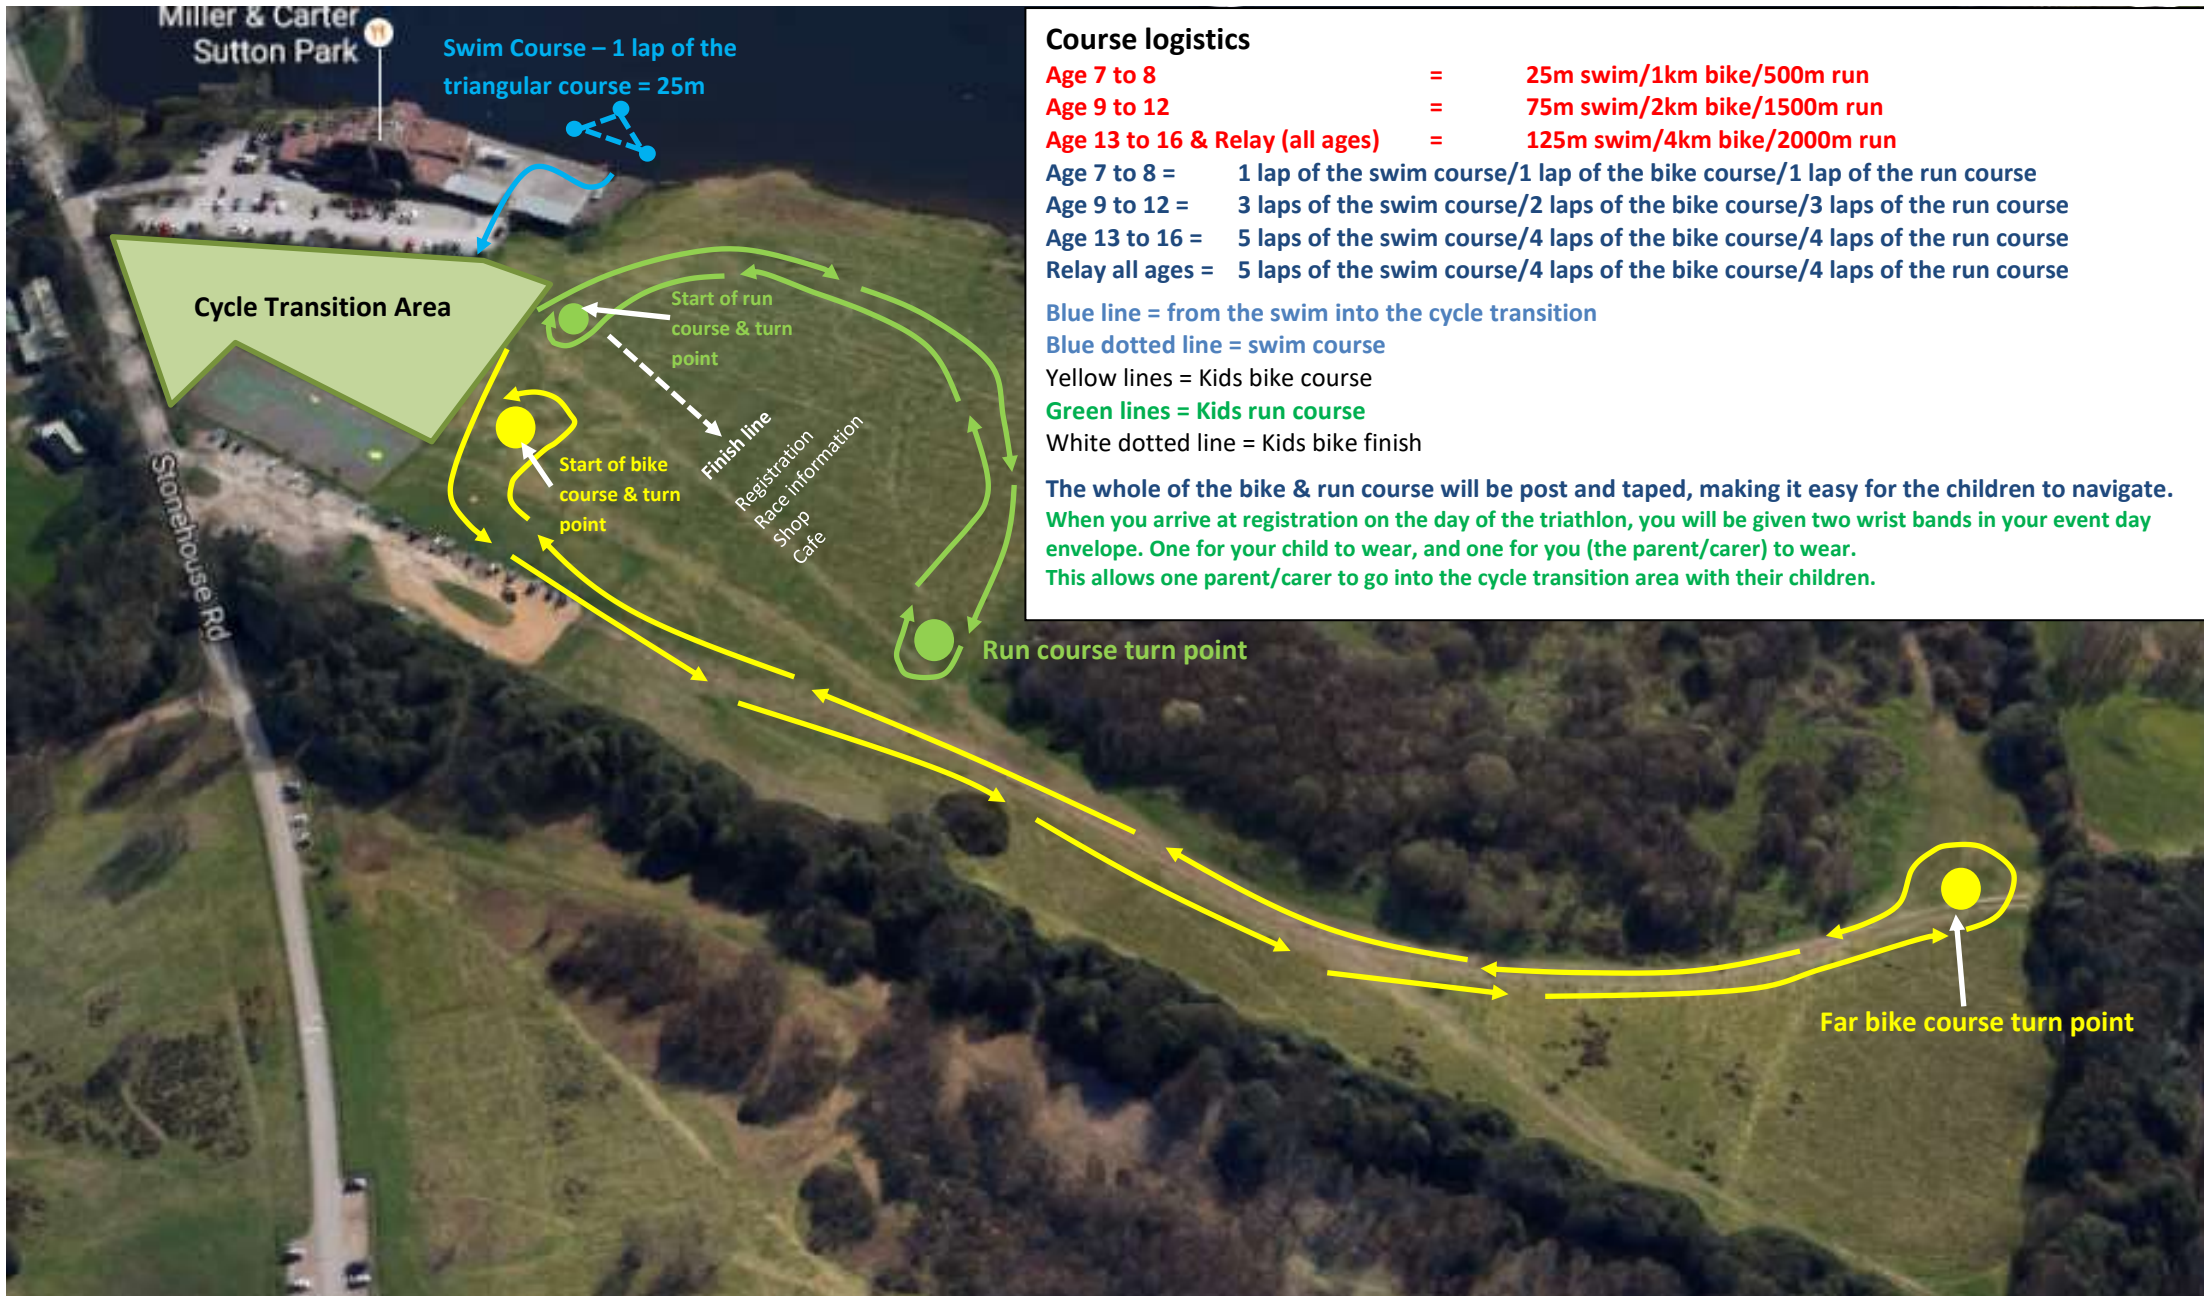 Miller & Carter
Sutton Park
Swim Course – 1 lap of the
triangular course = 25m
Cycle Transition Area
Start of run
course & turn
point
Start of bike
course & turn
point
Finish line
Registration
Race information
Shop
Cafe
Stonehouse Rd
Run course turn point
Far bike course turn point
Course logistics
Age 7 to 8 = 25m swim/1km bike/500m run
Age 9 to 12 = 75m swim/2km bike/1500m run
Age 13 to 16 & Relay (all ages) = 125m swim/4km bike/2000m run
Age 7 to 8 = 1 lap of the swim course/1 lap of the bike course/1 lap of the run course
Age 9 to 12 = 3 laps of the swim course/2 laps of the bike course/3 laps of the run course
Age 13 to 16 = 5 laps of the swim course/4 laps of the bike course/4 laps of the run course
Relay all ages = 5 laps of the swim course/4 laps of the bike course/4 laps of the run course
Blue line = from the swim into the cycle transition
Blue dotted line = swim course
Yellow lines = Kids bike course
Green lines = Kids run course
White dotted line = Kids bike finish
The whole of the bike & run course will be post and taped, making it easy for the children to navigate.
When you arrive at registration on the day of the triathlon, you will be given two wrist bands in your event day
envelope. One for your child to wear, and one for you (the parent/carer) to wear.
This allows one parent/carer to go into the cycle transition area with their children.